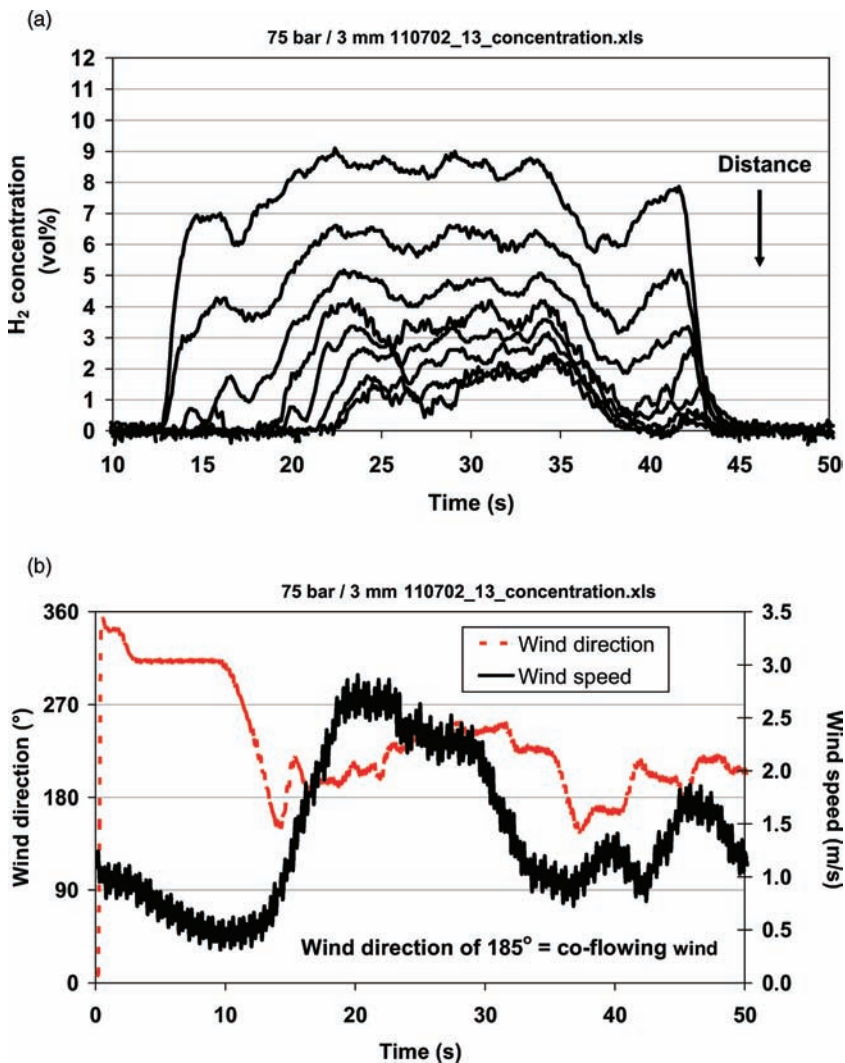 (a)
75 bar / 3 mm 110702_13_concentration.xls
12
11
10
9
8
7
6
5
4
3
2
1
0
H2 concentration
(vol%)
Distance
10 15 20 25 30 35 40 45 50
Time (s)
(b)
75 bar / 3 mm 110702_13_concentration.xls
360
270
180
90
0
Wind direction (°)
Wind direction
Wind speed
3.5
3.0
2.5
2.0
1.5
1.0
0.5
0.0
Wind speed
(m/s)
Wind direction of 185° = co-flowing wind
0 10 20 30 40 50
Time (s)